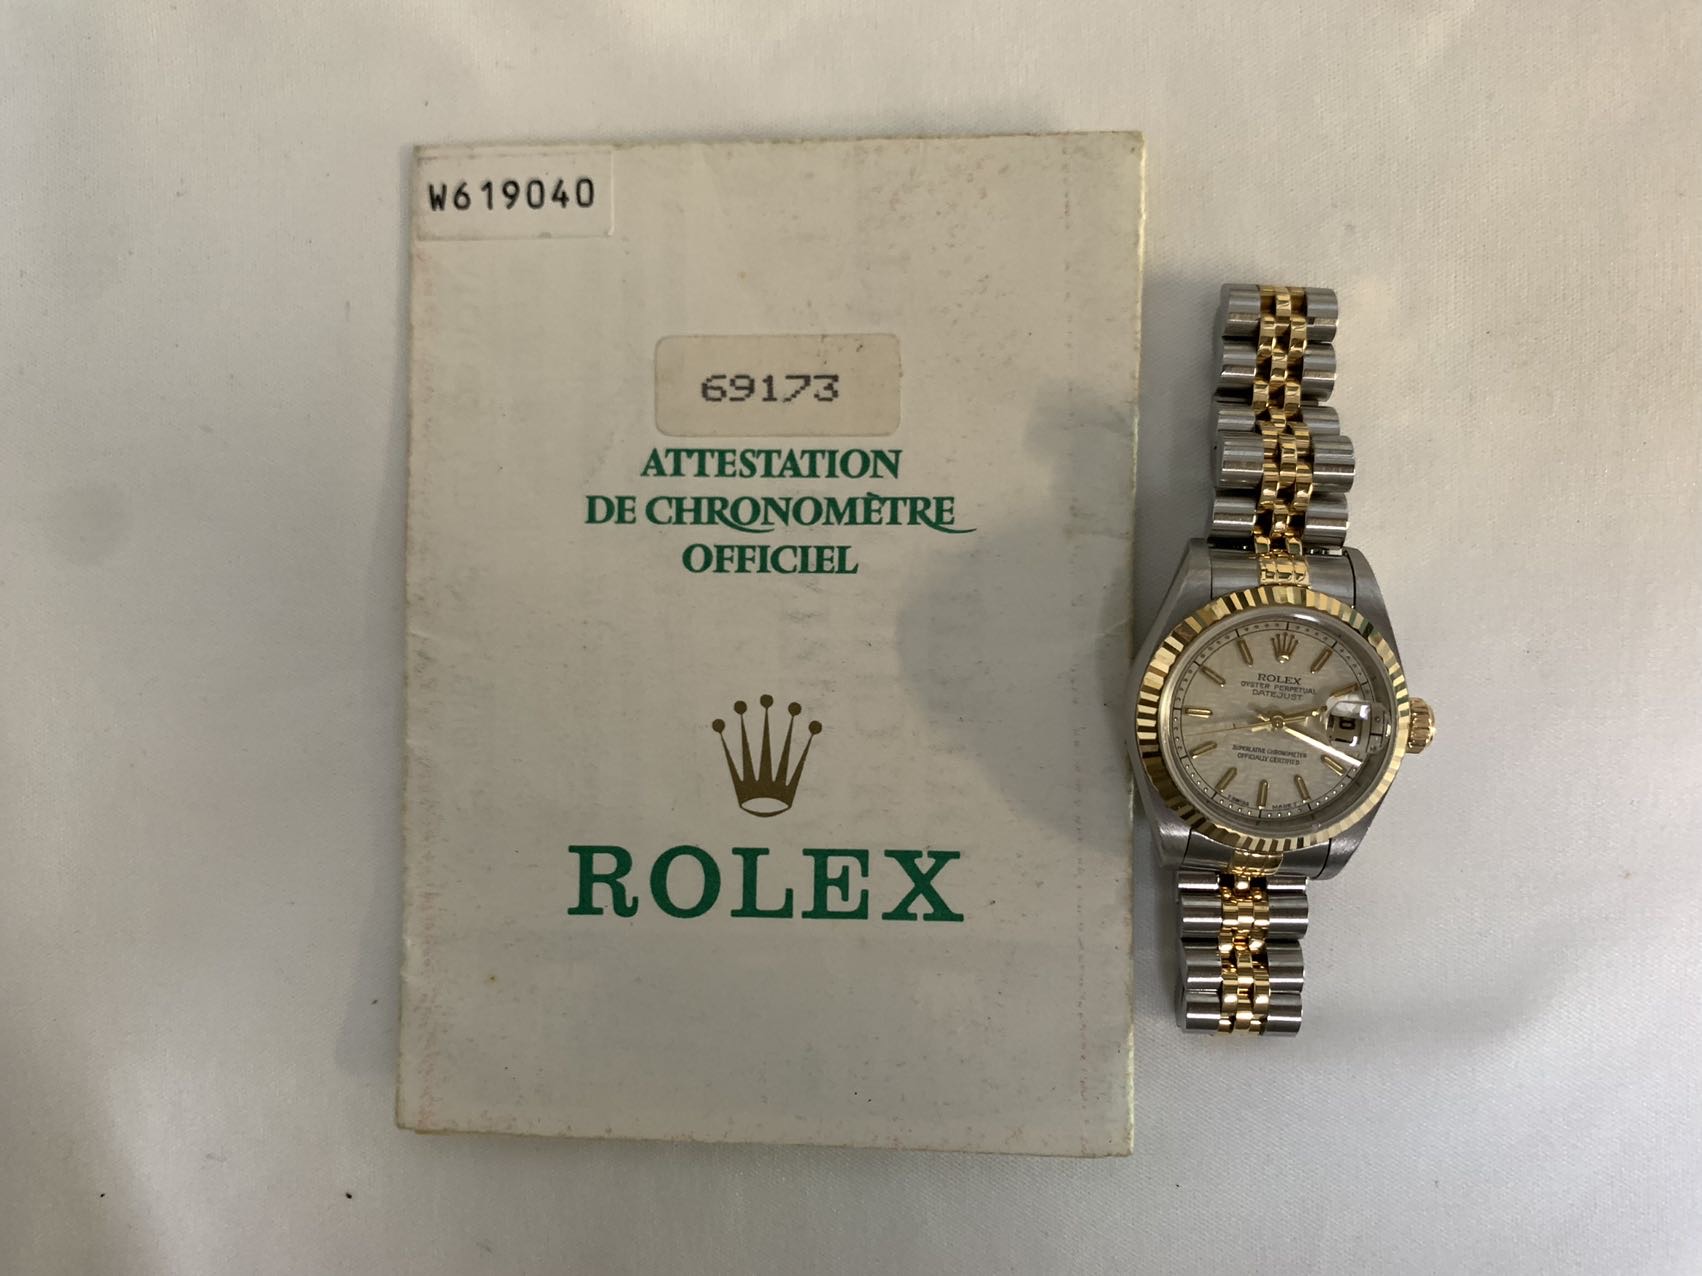 W619040
69173
ATTESTATION
DE CHRONOMÈTRE
OFFICIEL
ROLEX
ROLEX
OYSTER PERPETUAL
DATEJUST
SUPERLATIVE CHRONOMETER
OFFICIALLY CERTIFIED